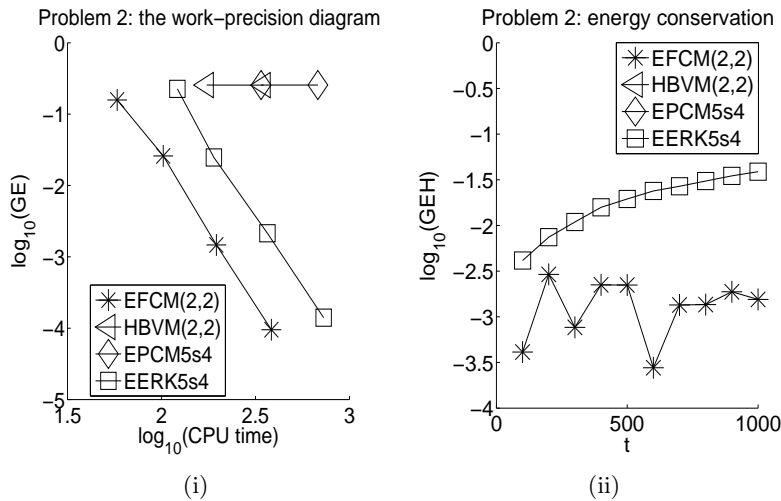 Problem 2: the work−precision diagram
0
−1
−2
−3
−4
−5
log10(GE)
EFCM(2,2)
HBVM(2,2)
EPCM5s4
EERK5s4
1.5
2
2.5
3
log10(CPU time)
(i)
Problem 2: energy conservation
0
−0.5
−1
−1.5
−2
−2.5
−3
−3.5
−4
log10(GEH)
EFCM(2,2)
HBVM(2,2)
EPCM5s4
EERK5s4
0
500
1000
t
(ii)